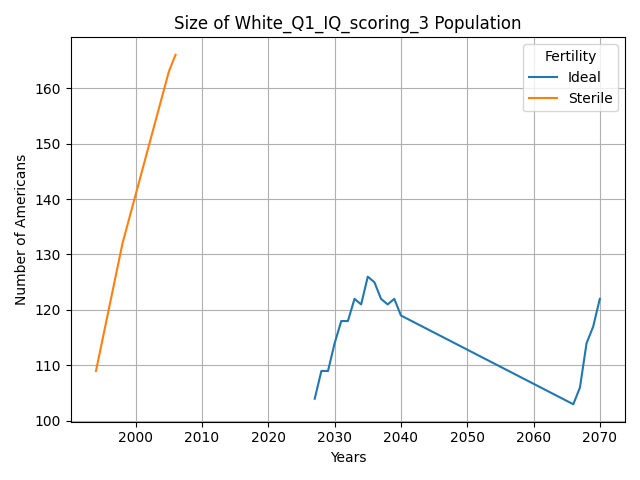 Size of White_Q1_IQ_scoring_3 Population
Number of Americans
160
150
140
130
120
110
100
Fertility
Ideal
Sterile
2000 2010 2020 2030 2040 2050 2060 2070
Years